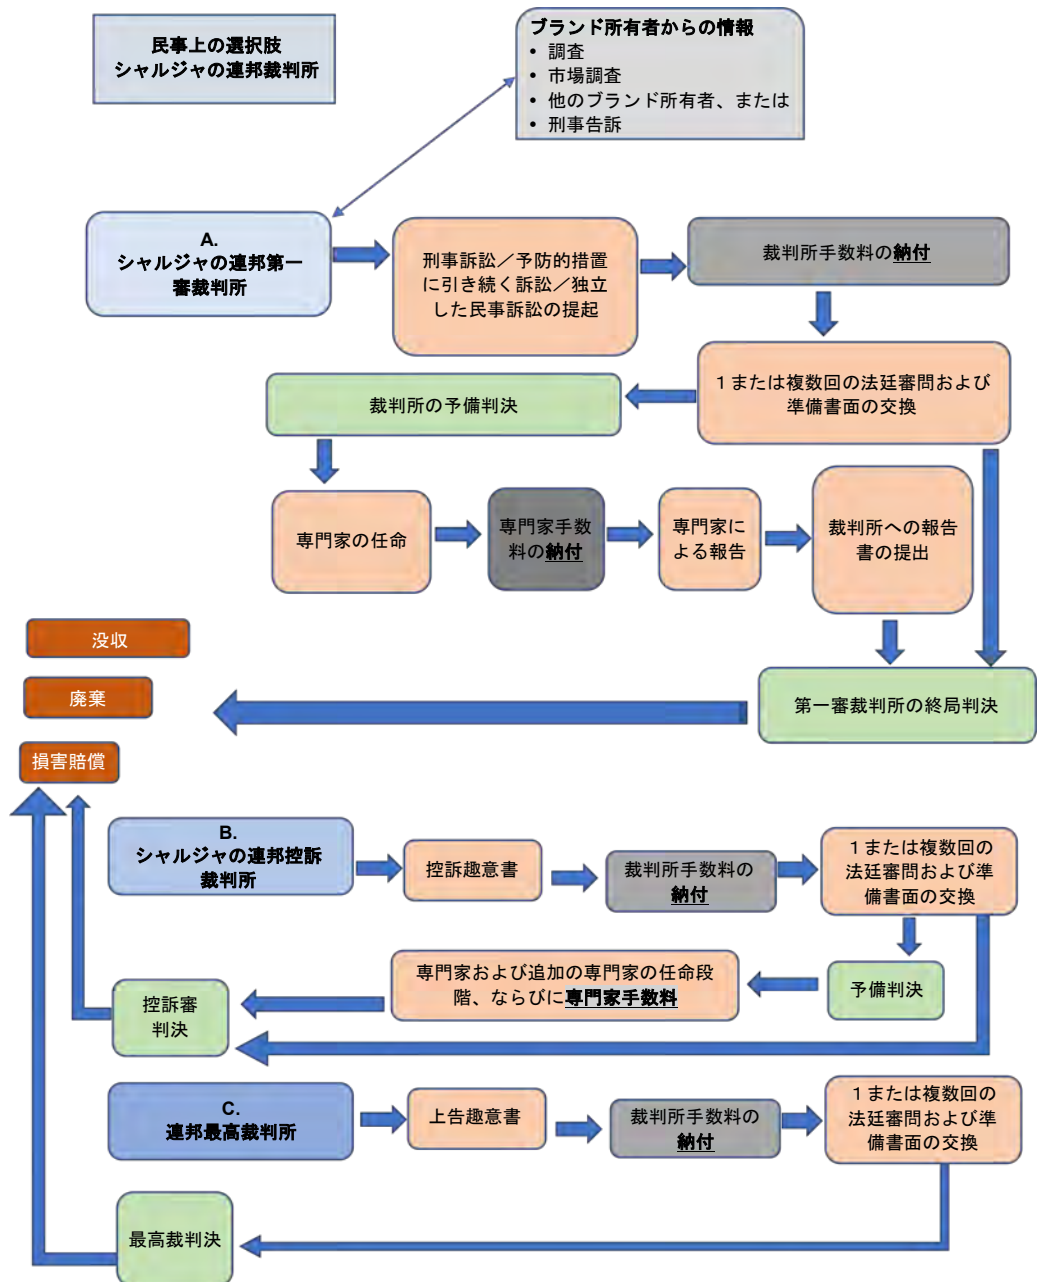 民事上の選択肢
シャルジャの連邦裁判所
ブランド所有者からの情報
• 調査
• 市場調査
• 他のブランド所有者、または
• 刑事告訴
A.
シャルジャの連邦第一
審裁判所
刑事訴訟／予防的措置
に引き続く訴訟／独立
した民事訴訟の提起
裁判所手数料の納付
１または複数回の法廷審問および
準備書面の交換
裁判所の予備判決
専門家の任命
専門家手数
料の納付
専門家に
よる報告
裁判所への報告
書の提出
没収
廃棄
損害賠償
第一審裁判所の終局判決
B.
シャルジャの連邦控訴
裁判所
控訴趣意書
裁判所手数料の
納付
１または複数回の
法廷審問および準
備書面の交換
予備判決
専門家および追加の専門家の任命段
階、ならびに専門家手数料
控訴審
判決
C.
連邦最高裁判所
上告趣意書
裁判所手数料の
納付
１または複数回の
法廷審問および準
備書面の交換
最高裁判決